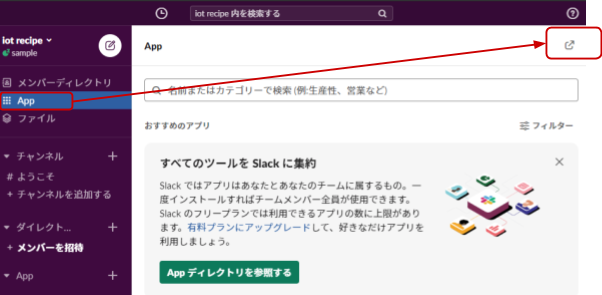 iot recipe 内を検索する
iot recipe
sample
メンバーディレクトリ
App
ファイル
チャンネル
# ようこそ
+ チャンネルを追加する
ダイレクト...
+ メンバーを招待
App
App
名前またはカテゴリーで検索 (例:生産性、営業など)
おすすめのアプリ
フィルター
すべてのツールを Slack に集約
Slack ではアプリはあなたとあなたのチームに属するもの。一
度インストールすればチームメンバー全員が使用できます。
Slack のフリープランでは利用できるアプリの数に上限があり
ます。有料プランにアップグレードして、好きなだけアプリを
利用しましょう。
App ディレクトリを参照する